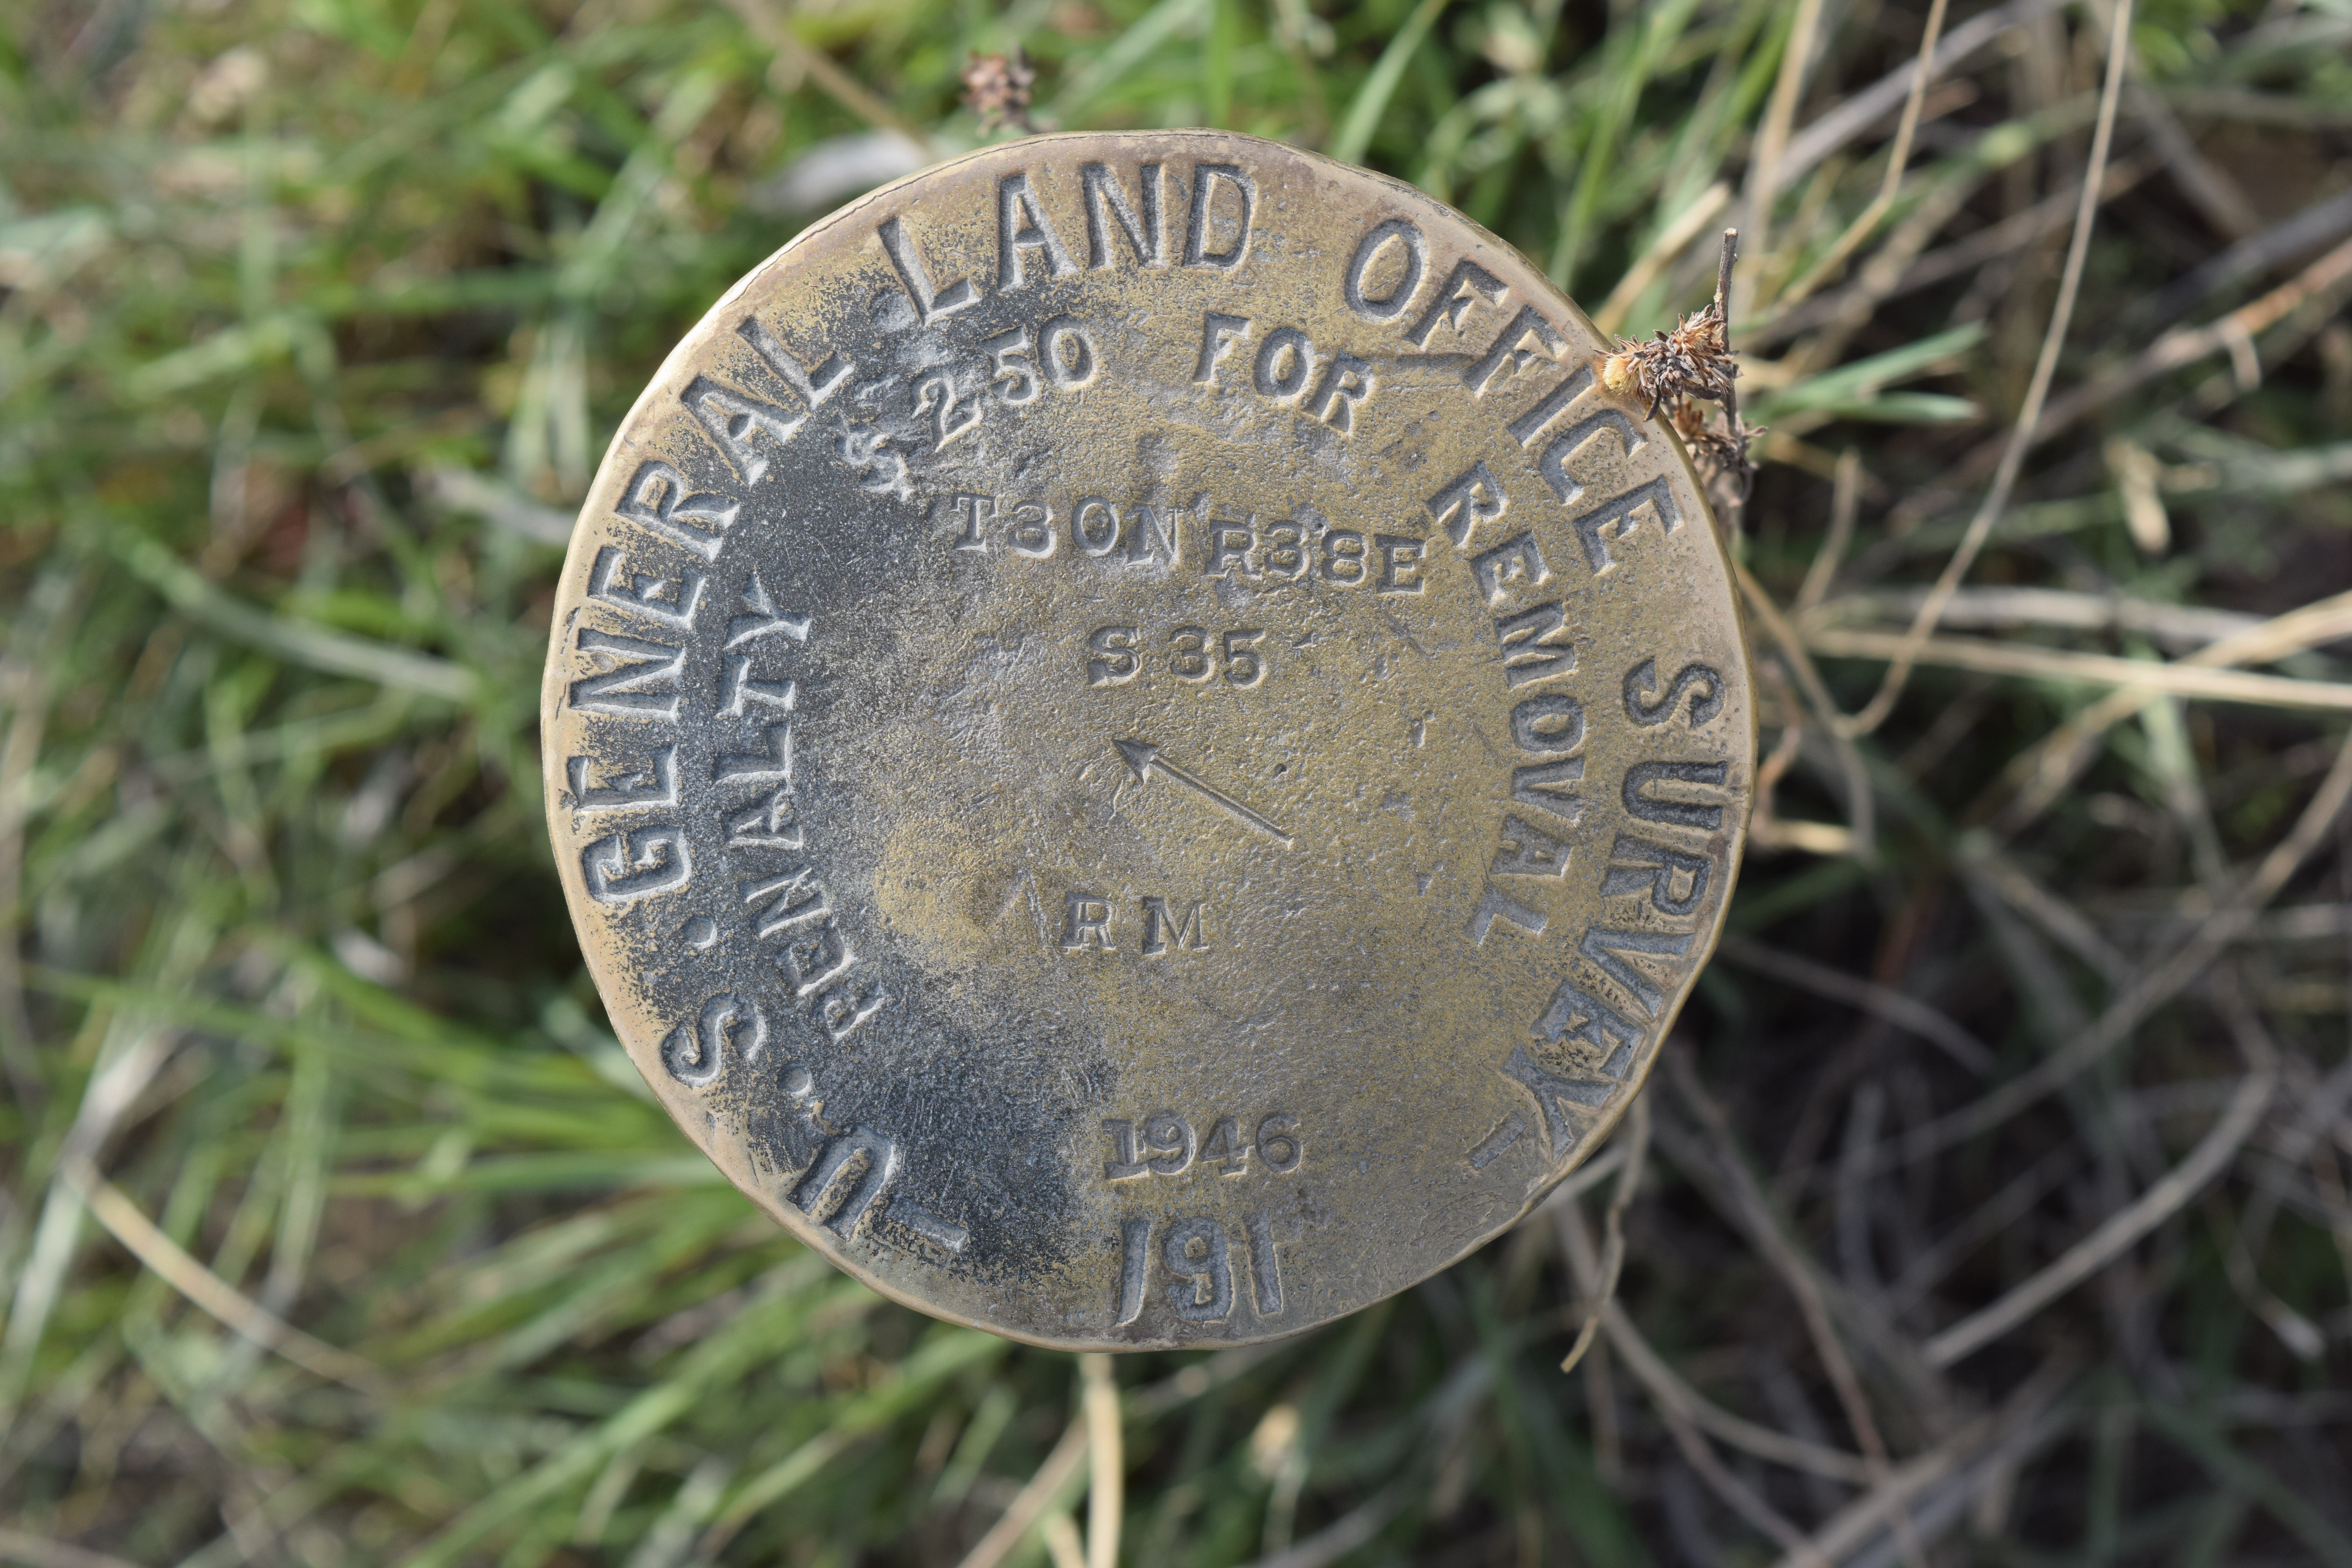 U.S. GENERAL LAND OFFICE SURVEY
PENALTY $250 FOR REMOVAL
T30N R38E
S35
RM
1946
191